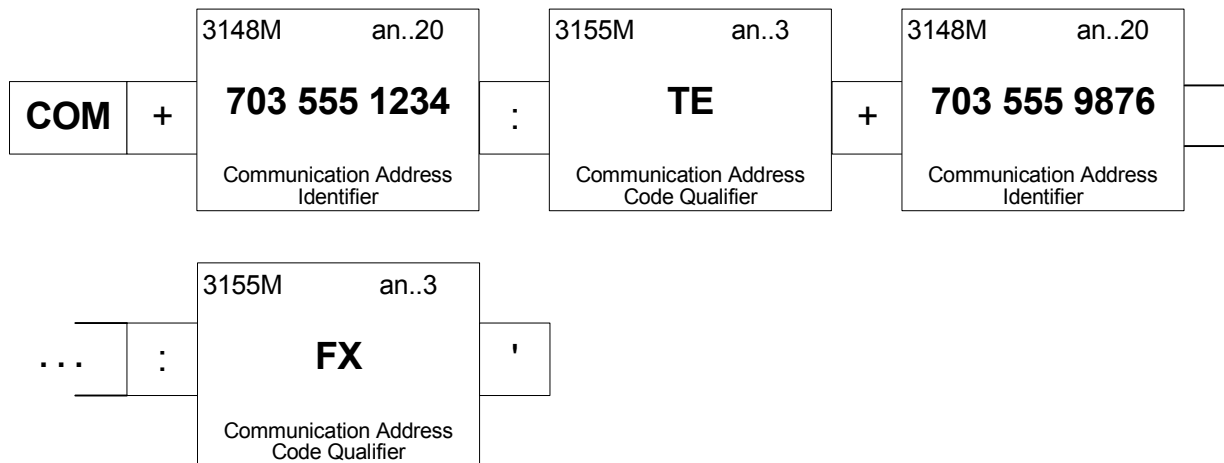 3148M an..20 3155M an..3 3148M an..20
COM + 703 555 1234 : TE + 703 555 9876
Communication Address Communication Address Communication Address
Identifier Code Qualifier Identifier
3155M an..3
... : FX '
Communication Address
Code Qualifier